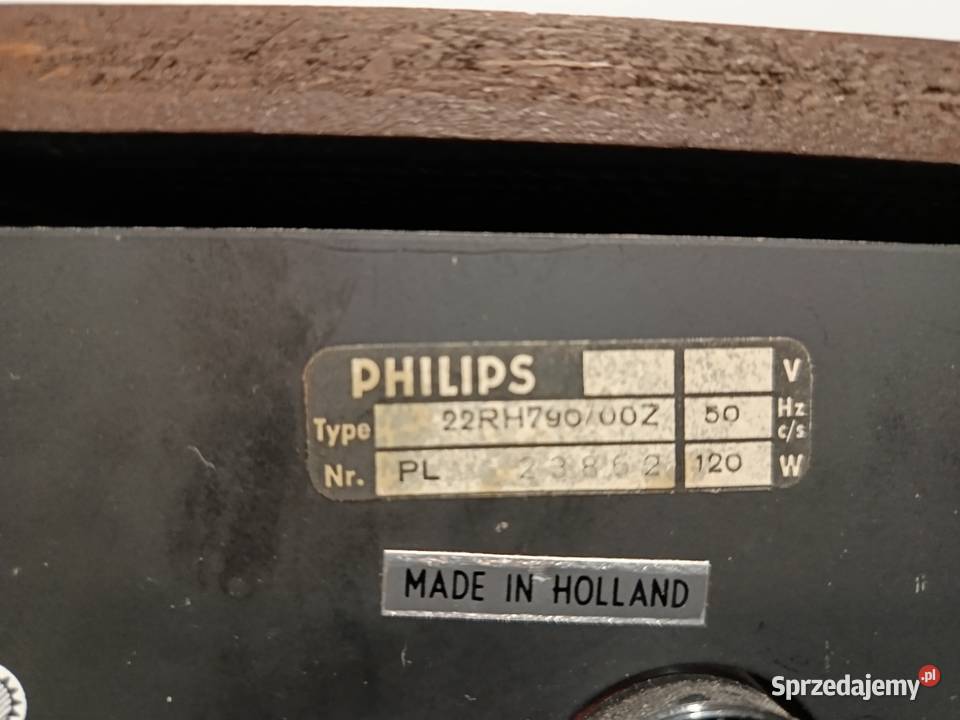 PHILIPS V
Type 22RH790/00Z 50 Hz c/s
Nr. PL 23862 120 W
MADE IN HOLLAND
Sprzedajemy.pl